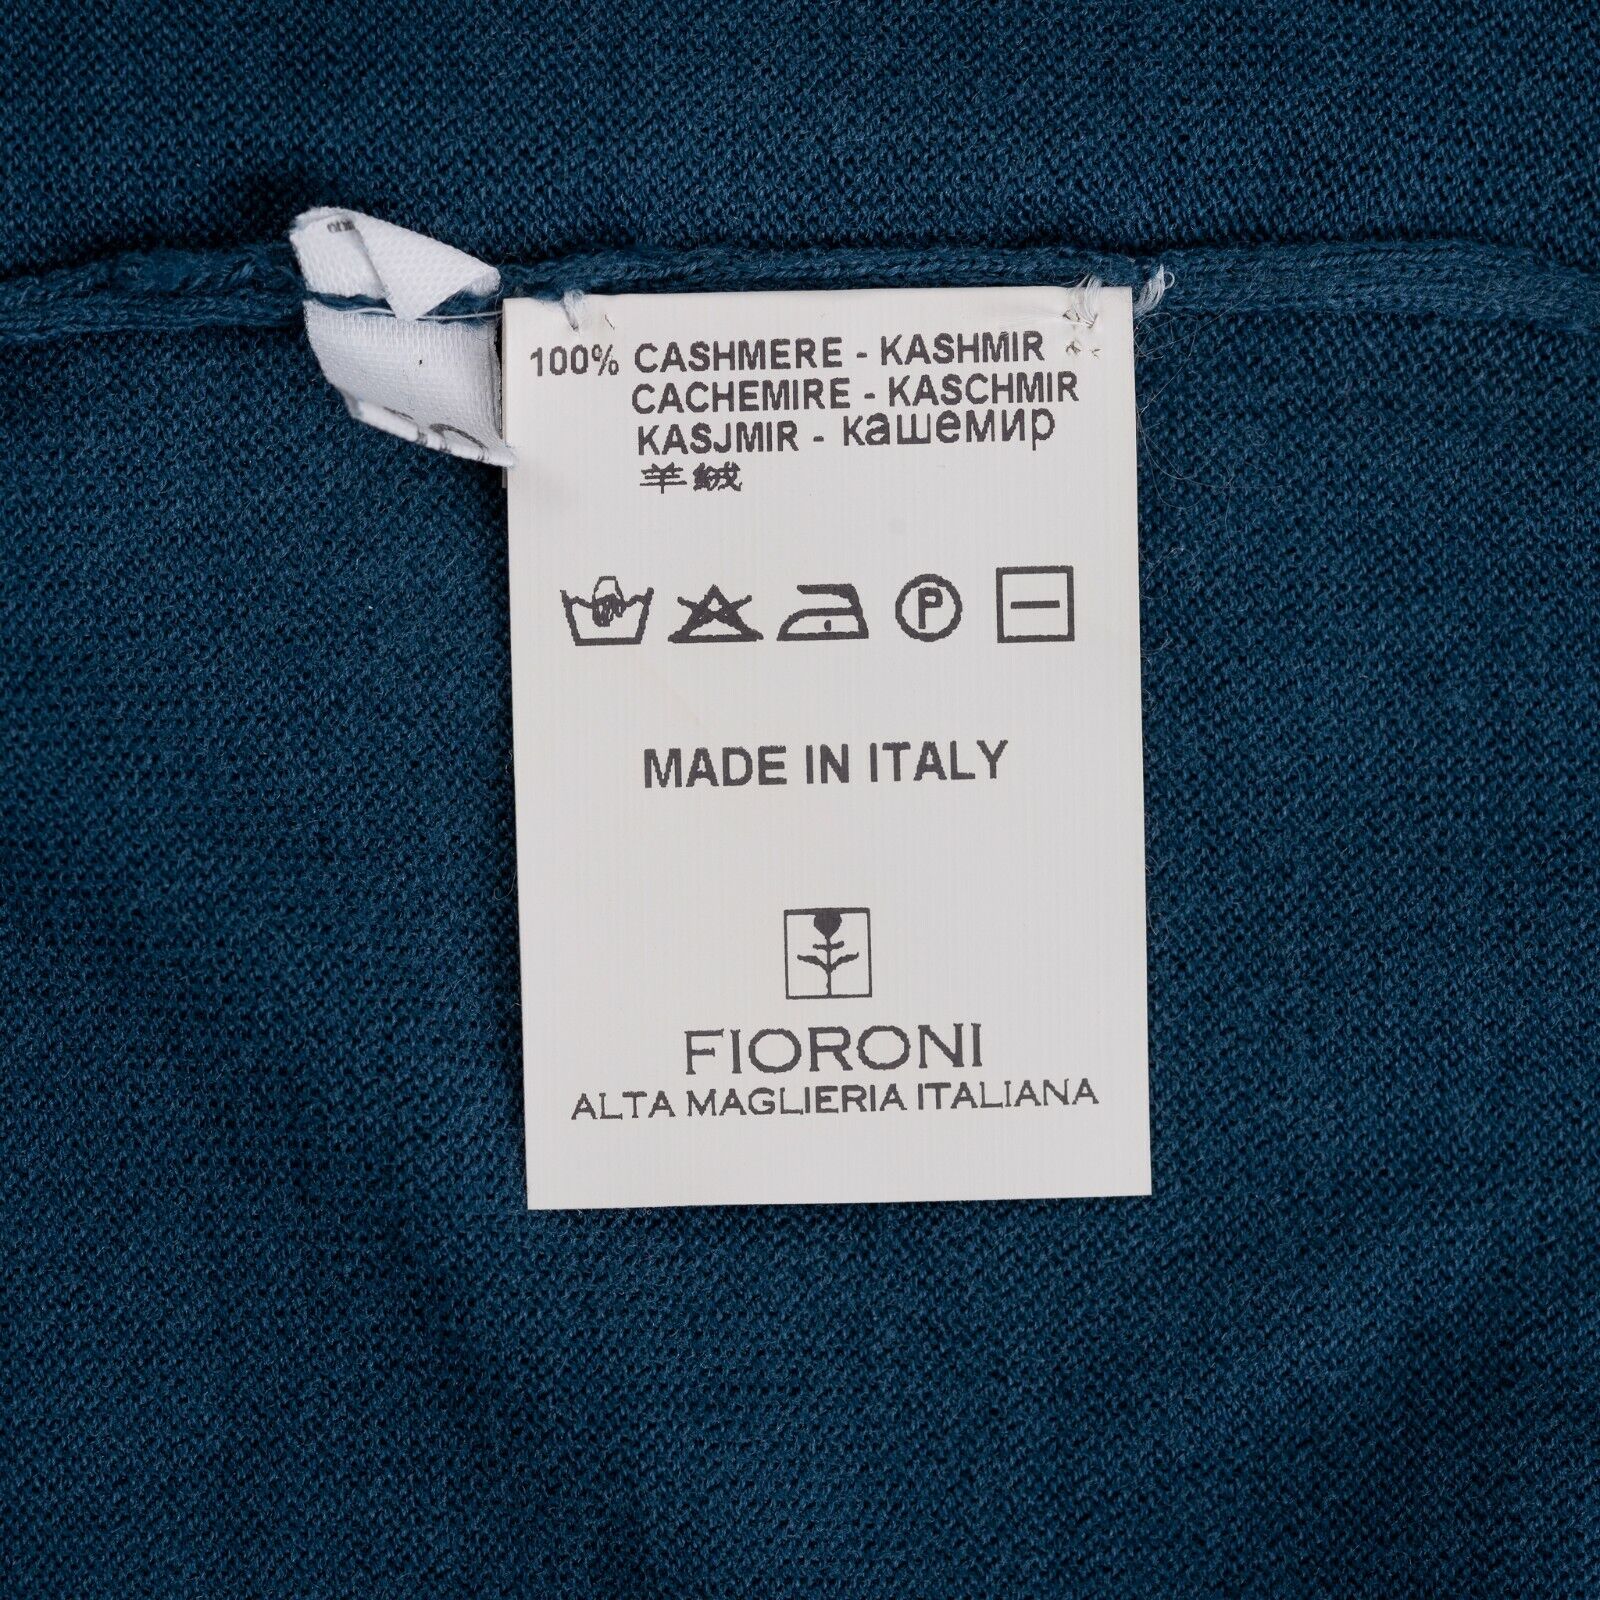 100% CASHMERE - KASHMIR
CACHEMIRE - KASCHMIR
KASJMIR - кашемир
羊絨
P
MADE IN ITALY
FIORONI
ALTA MAGLIERIA ITALIANA